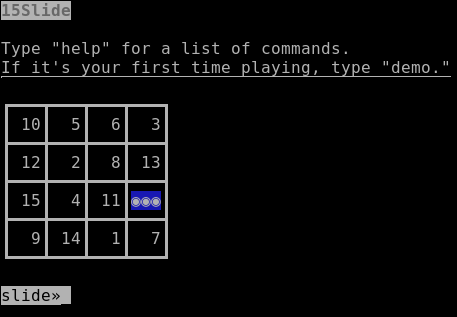 15Slide
Type "help" for a list of commands.
If it's your first time playing, type "demo."
10 5 6 3
12 2 8 13
15 4 11 ◉◉◉
9 14 1 7
slide»